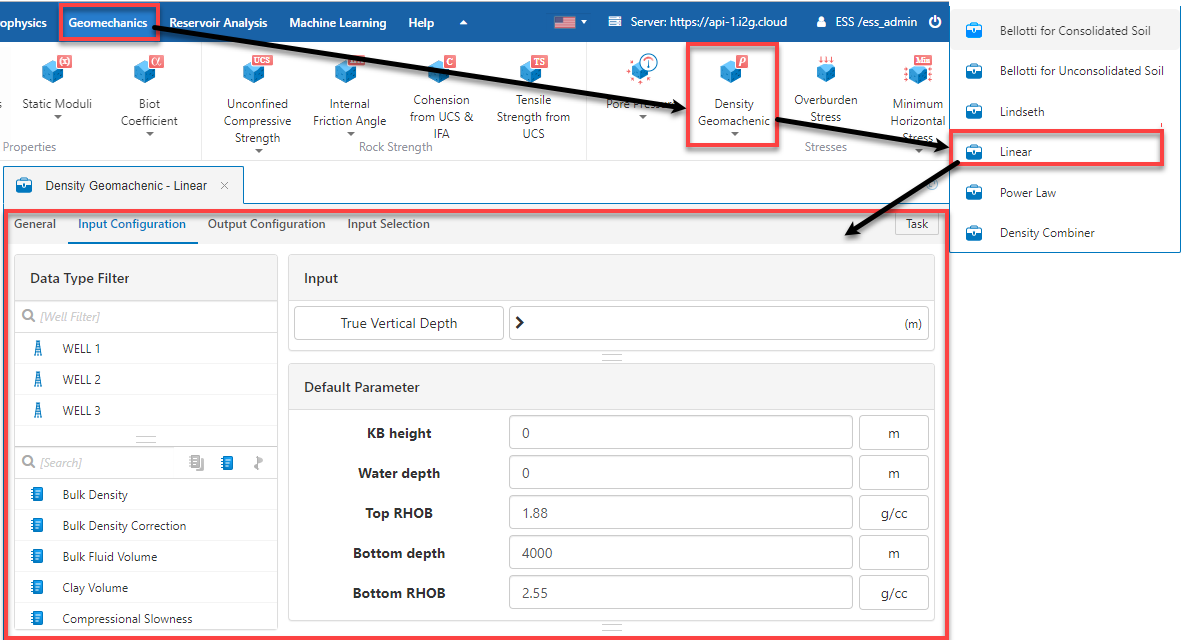 ophysics Geomechanics Reservoir Analysis Machine Learning Help Server: https://api-1.i2g.cloud ESS /ess_admin
(x) α UCS C TS ρ Min
Static Moduli
Biot
Coefficient
Unconfined
Compressive
Strength
Internal
Friction Angle
Cohension
from UCS &
IFA
Tensile
Strength from
UCS
Pore Pressure
Density
Geomachenic
Overburden
Stress
Minimum
Horizontal
Stress
Properties
Rock Strength
Stresses
Bellotti for Consolidated Soil
Bellotti for Unconsolidated Soil
Lindseth
Linear
Power Law
Density Combiner
Density Geomachenic - Linear
General Input Configuration Output Configuration Input Selection Task
Data Type Filter
[Well Filter]
WELL 1
WELL 2
WELL 3
[Search]
Bulk Density
Bulk Density Correction
Bulk Fluid Volume
Clay Volume
Compressional Slowness
Input
True Vertical Depth (m)
Default Parameter
KB height 0 m
Water depth 0 m
Top RHOB 1.88 g/cc
Bottom depth 4000 m
Bottom RHOB 2.55 g/cc